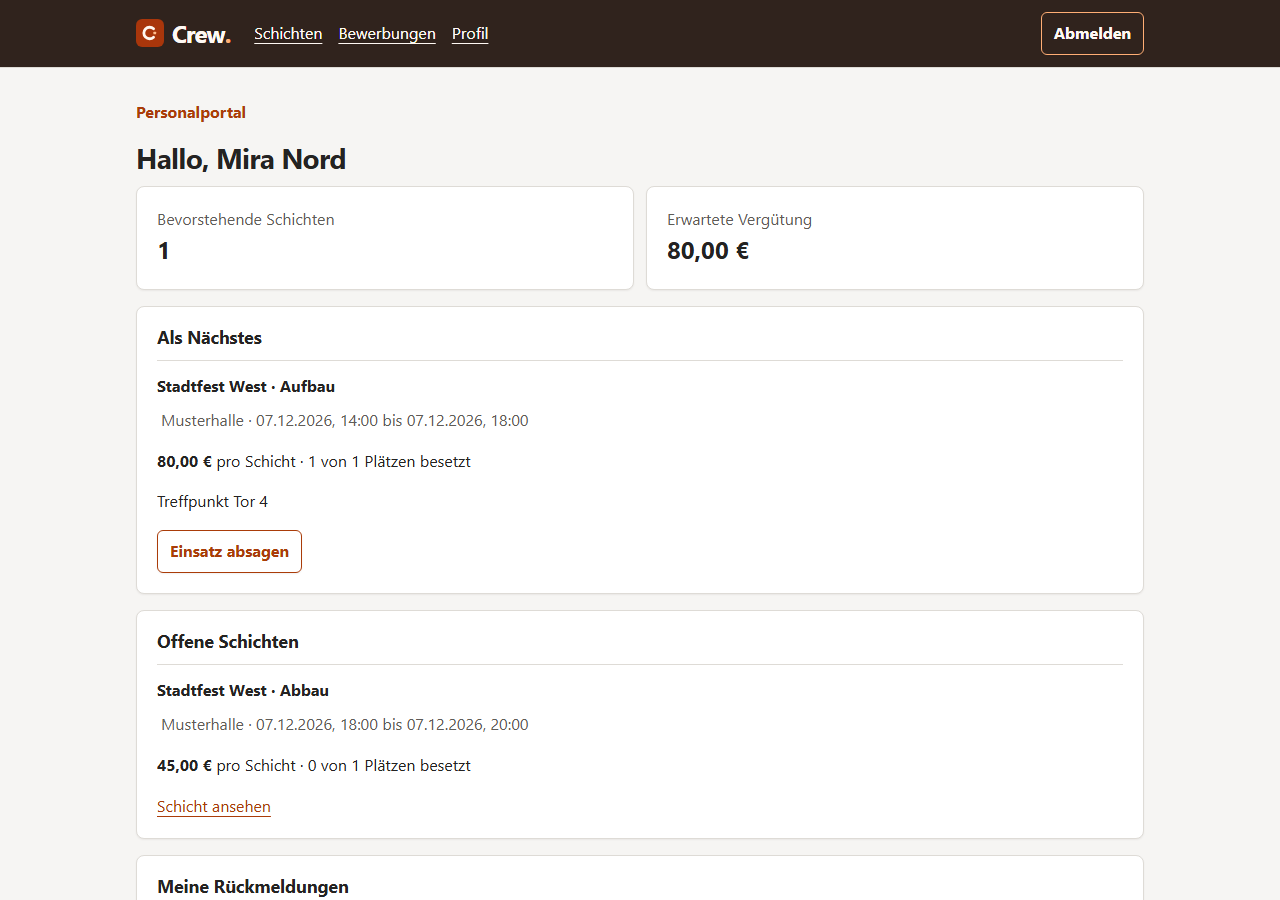 Crew. Schichten Bewerbungen Profil Abmelden
Personalportal
Hallo, Mira Nord
Bevorstehende Schichten
1
Erwartete Vergütung
80,00 €
Als Nächstes
Stadtfest West · Aufbau
Musterhalle · 07.12.2026, 14:00 bis 07.12.2026, 18:00
80,00 € pro Schicht · 1 von 1 Plätzen besetzt
Treffpunkt Tor 4
Einsatz absagen
Offene Schichten
Stadtfest West · Abbau
Musterhalle · 07.12.2026, 18:00 bis 07.12.2026, 20:00
45,00 € pro Schicht · 0 von 1 Plätzen besetzt
Schicht ansehen
Meine Rückmeldungen